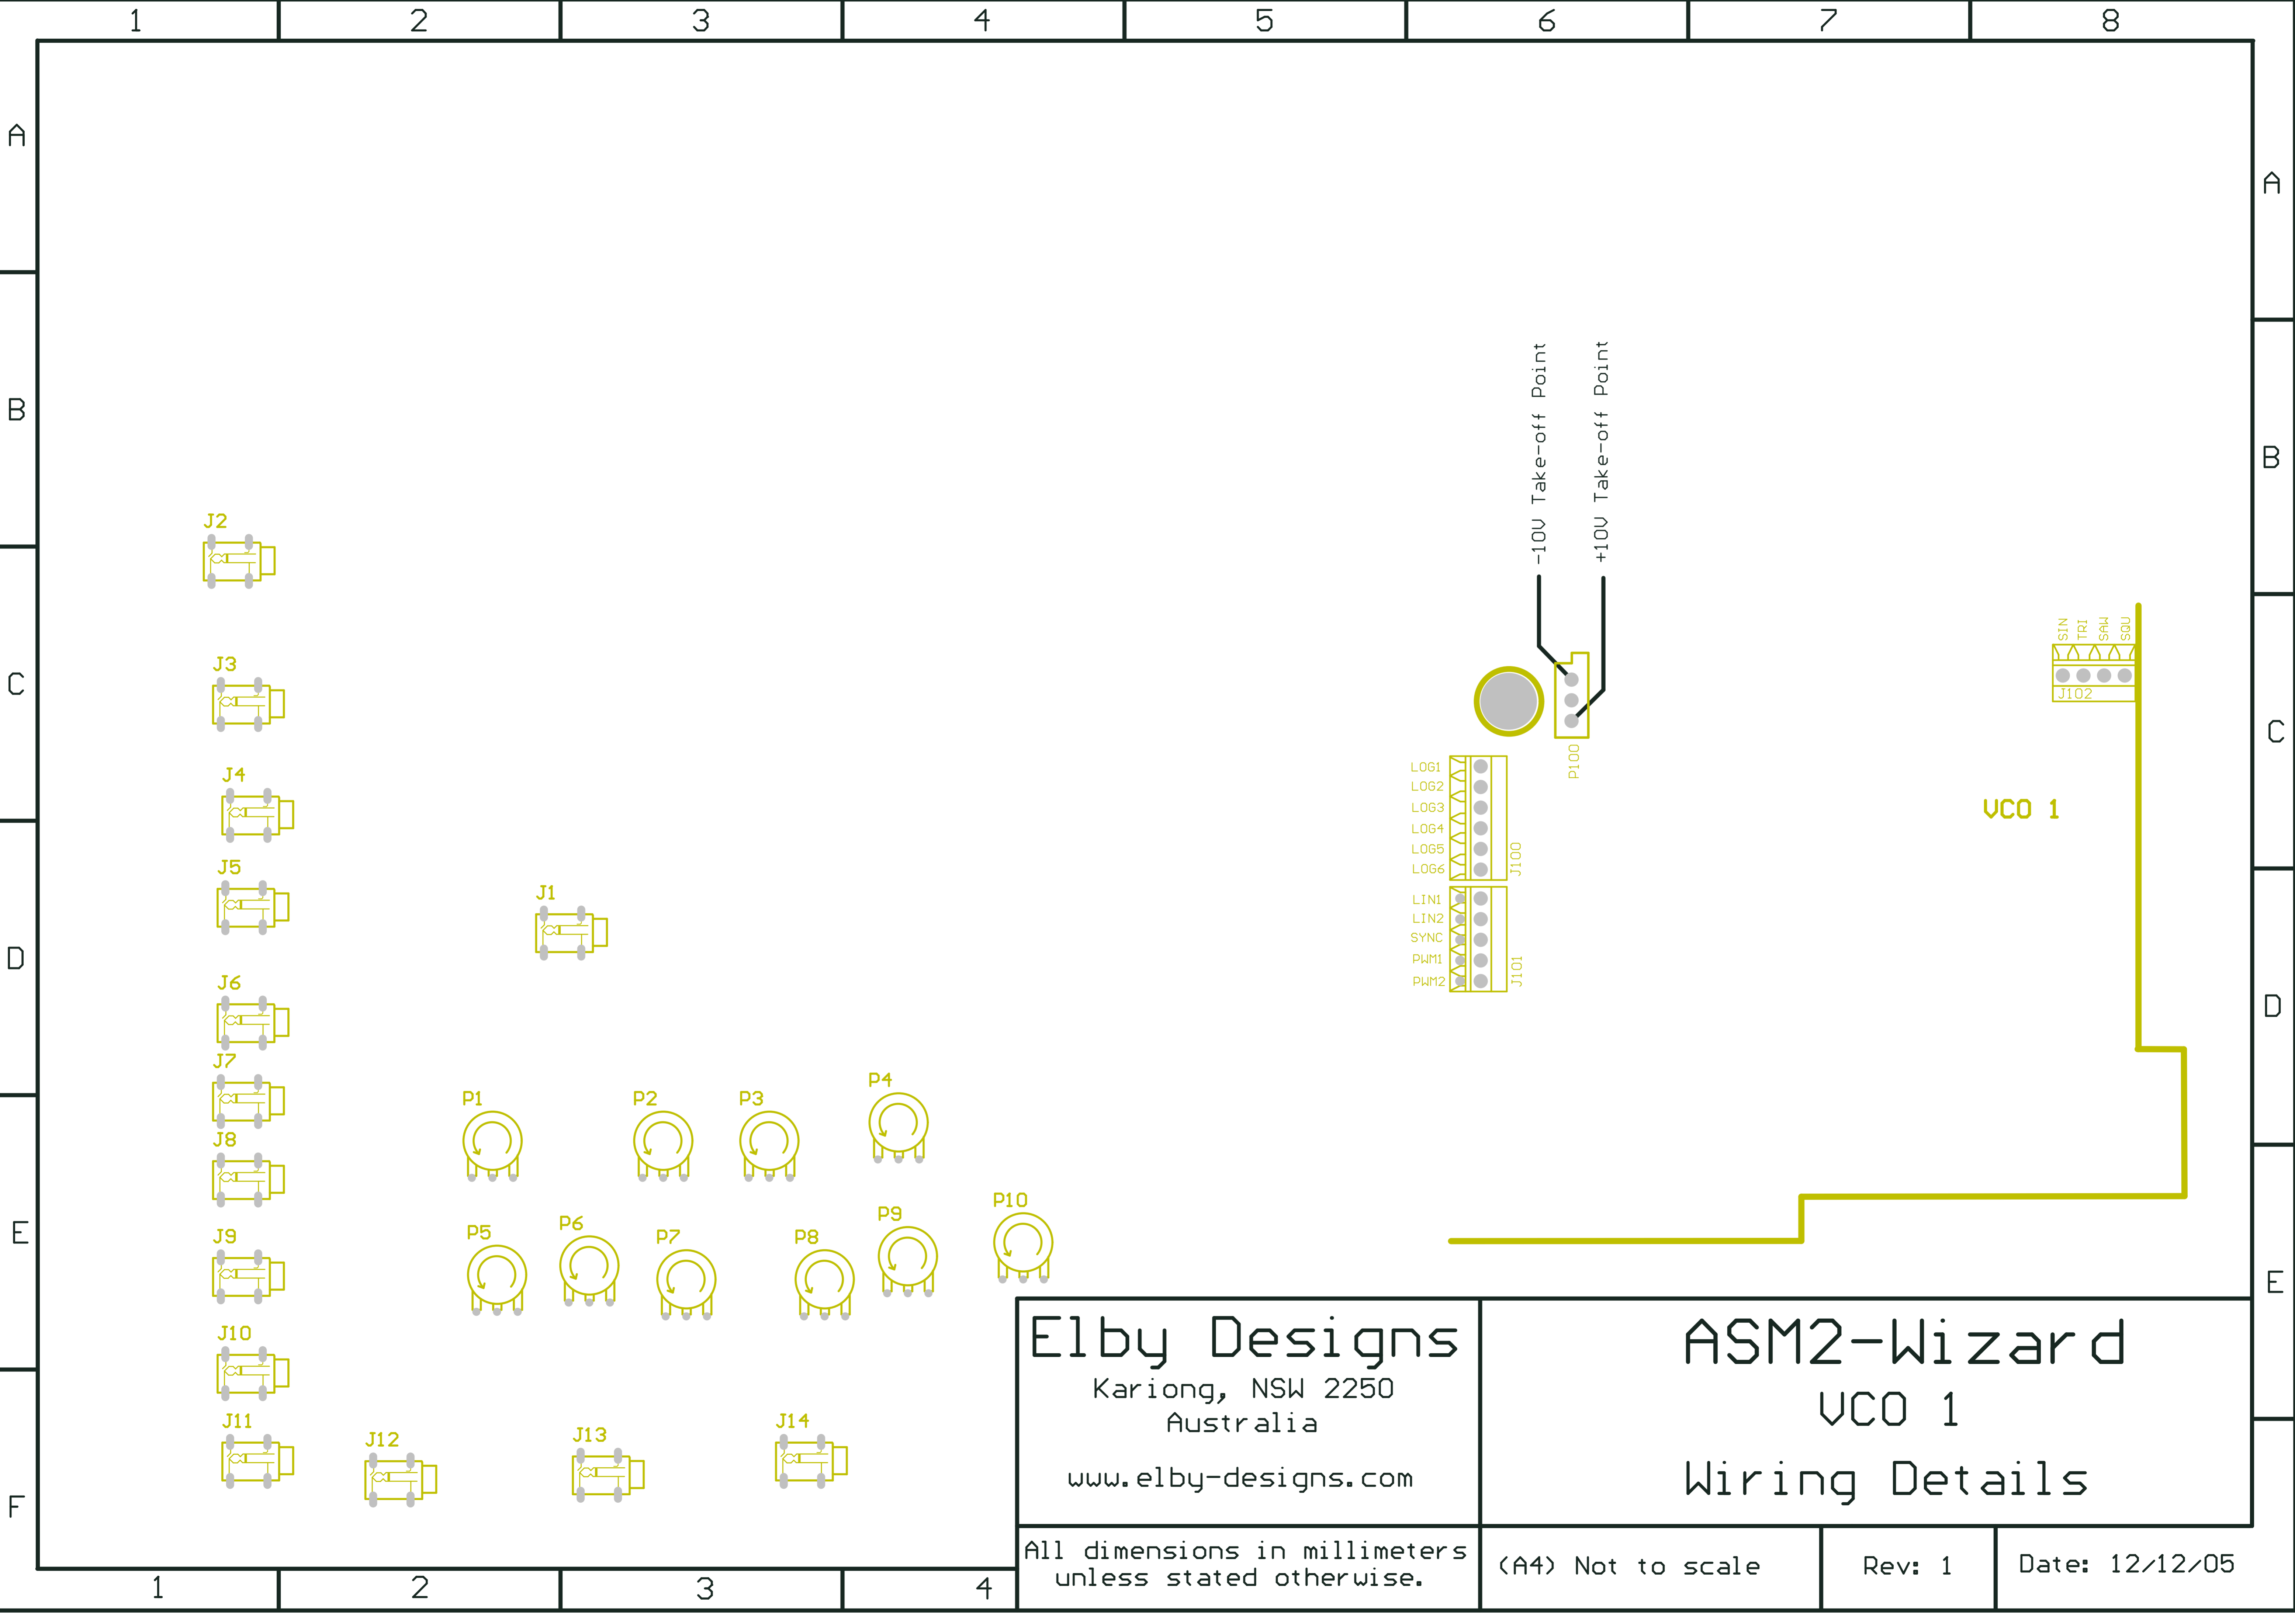 1 2 3 4 5 6 7 8
A
A
B
B
C
C
D
D
E
E
F
-10V Take-off Point
+10V Take-off Point
J2
J3
J4
J5
J1
J6
J7
J8
J9
J10
J11
J12
J13
J14
P1
P2
P3
P4
P5
P6
P7
P8
P9
P10
P100
LOG1
LOG2
LOG3
LOG4
LOG5
LOG6
J100
LIN1
LIN2
SYNC
PWM1
PWM2
J101
SIN
TRI
SAW
SQU
J102
VCO 1
Elby Designs
Kariong, NSW 2250
Australia
www.elby-designs.com
ASM2-Wizard
VCO 1
Wiring Details
All dimensions in millimeters
unless stated otherwise.
(A4) Not to scale
Rev: 1
Date: 12/12/05
1 2 3 4